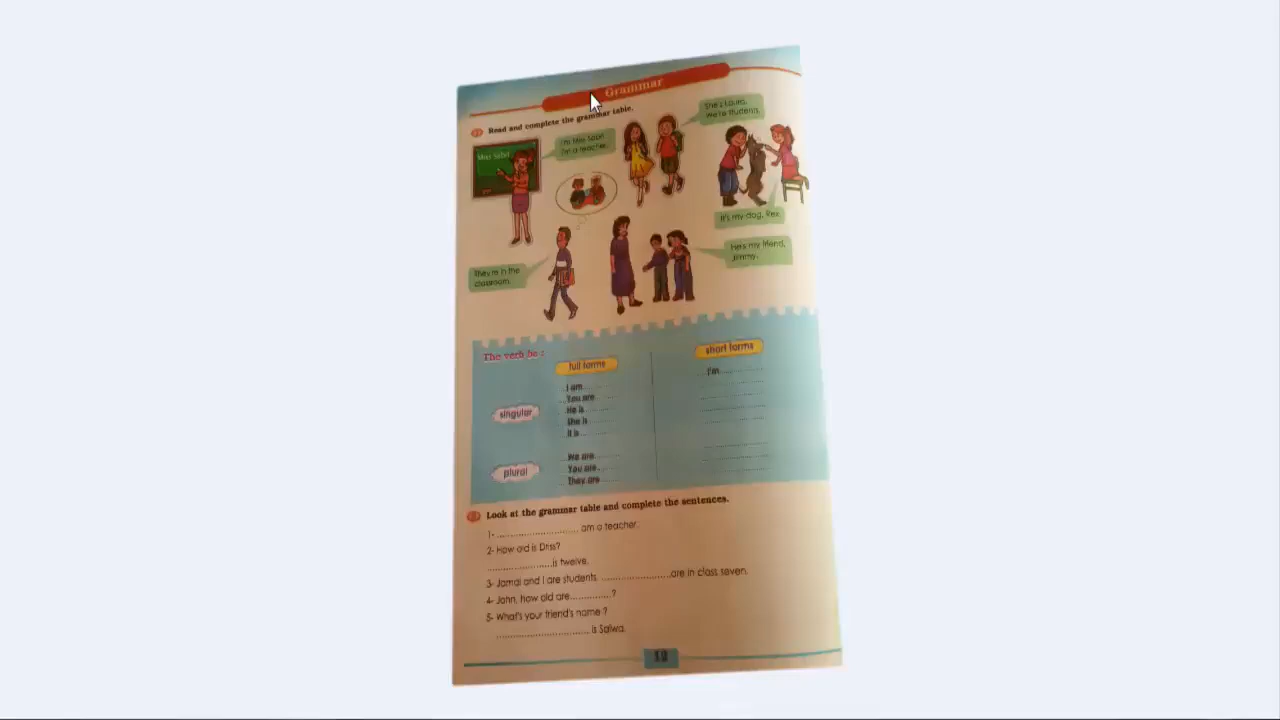 Grammar
Read and complete the grammar table.
Miss Sabri
I'm Miss Sabri
I'm a teacher.
She's Laura,
we're students.
It's my dog, Rex
They're in the
classroom.
He's my friend,
Jimmy.
The verb be :
full forms
short forms
singular
I am
I'm
You are
He is
She is
It is
plural
We are
You are
They are
Look at the grammar table and complete the sentences.
1- ........................ am a teacher.
2- How old is Driss?
......................is twelve.
3- Jamal and I are students. ......................are in class seven.
4- John, how old are..............?
5- What's your friend's name ?
.............................. is Salwa.
12